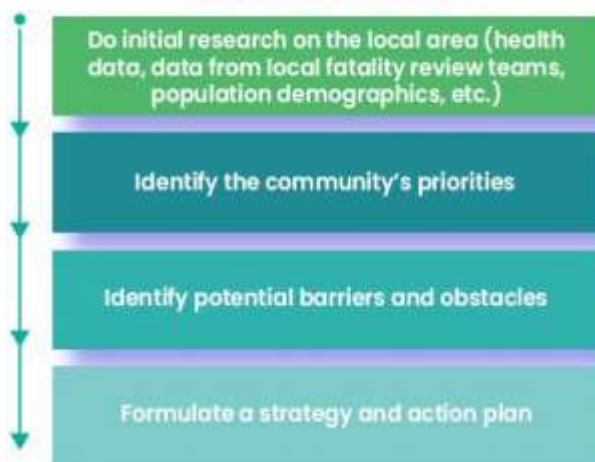 Do initial research on the local area (health
data, data from local fatality review teams,
population demographics, etc.)
Identify the community's priorities
Identify potential barriers and obstacles
Formulate a strategy and action plan